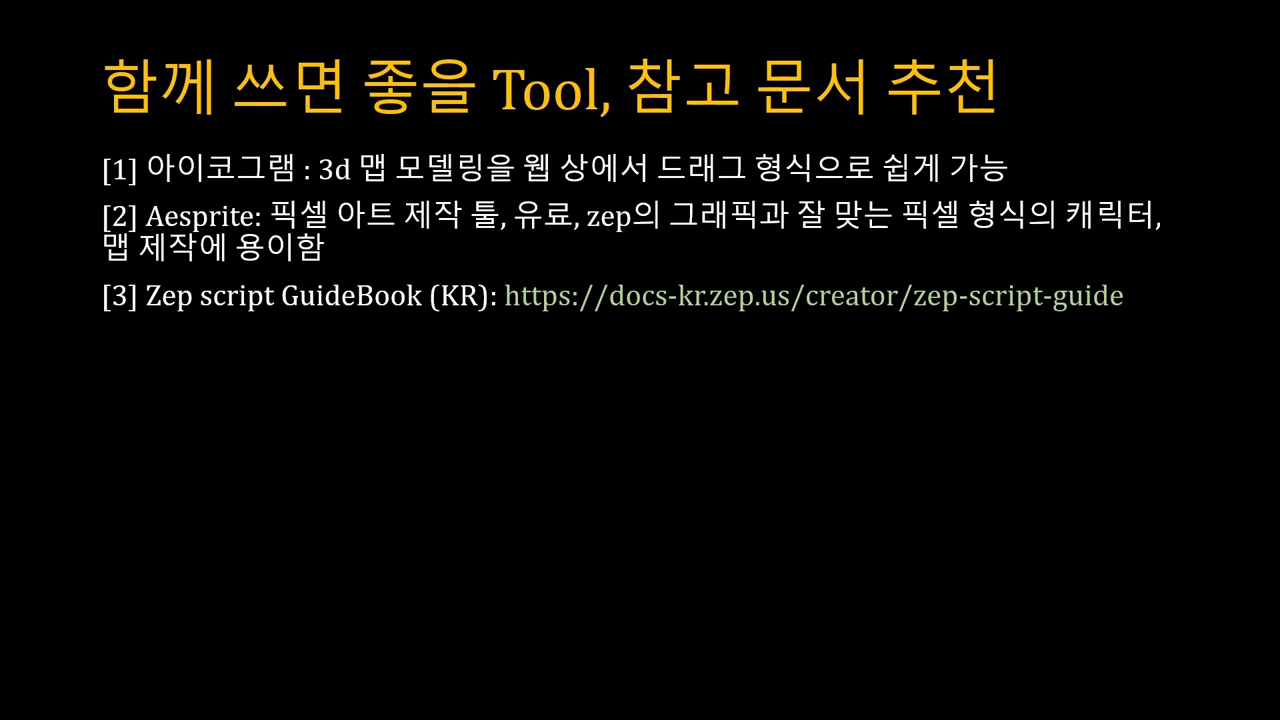 함께 쓰면 좋을 Tool, 참고 문서 추천
[1] 아이코그램 : 3d 맵 모델링을 웹 상에서 드래그 형식으로 쉽게 가능
[2] Aesprite: 픽셀 아트 제작 툴, 유료, zep의 그래픽과 잘 맞는 픽셀 형식의 캐릭터,
맵 제작에 용이함
[3] Zep script GuideBook (KR): https://docs-kr.zep.us/creator/zep-script-guide